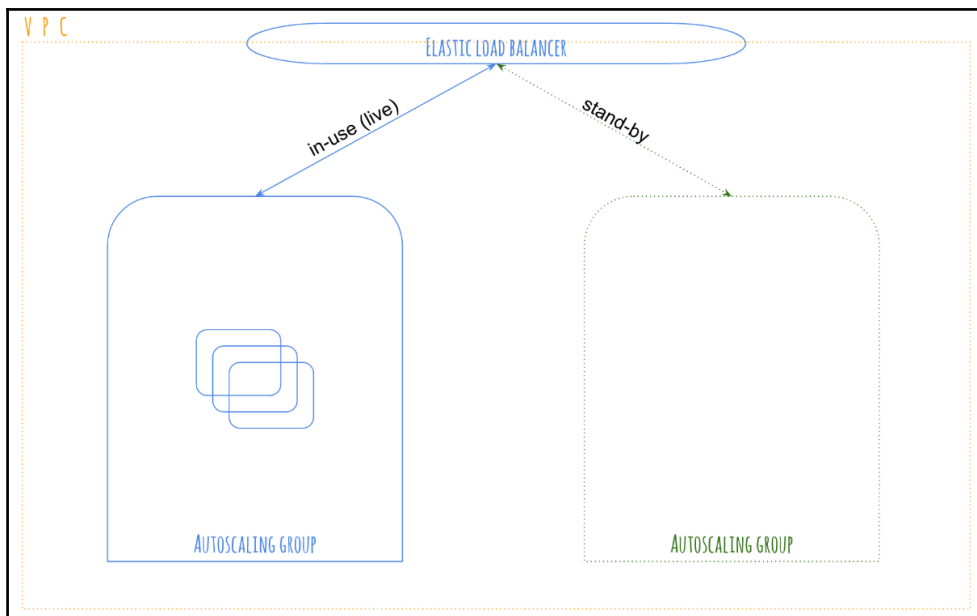 V P C
ELASTIC LOAD BALANCER
in-use (live)
stand-by
AUTOSCALING GROUP
AUTOSCALING GROUP